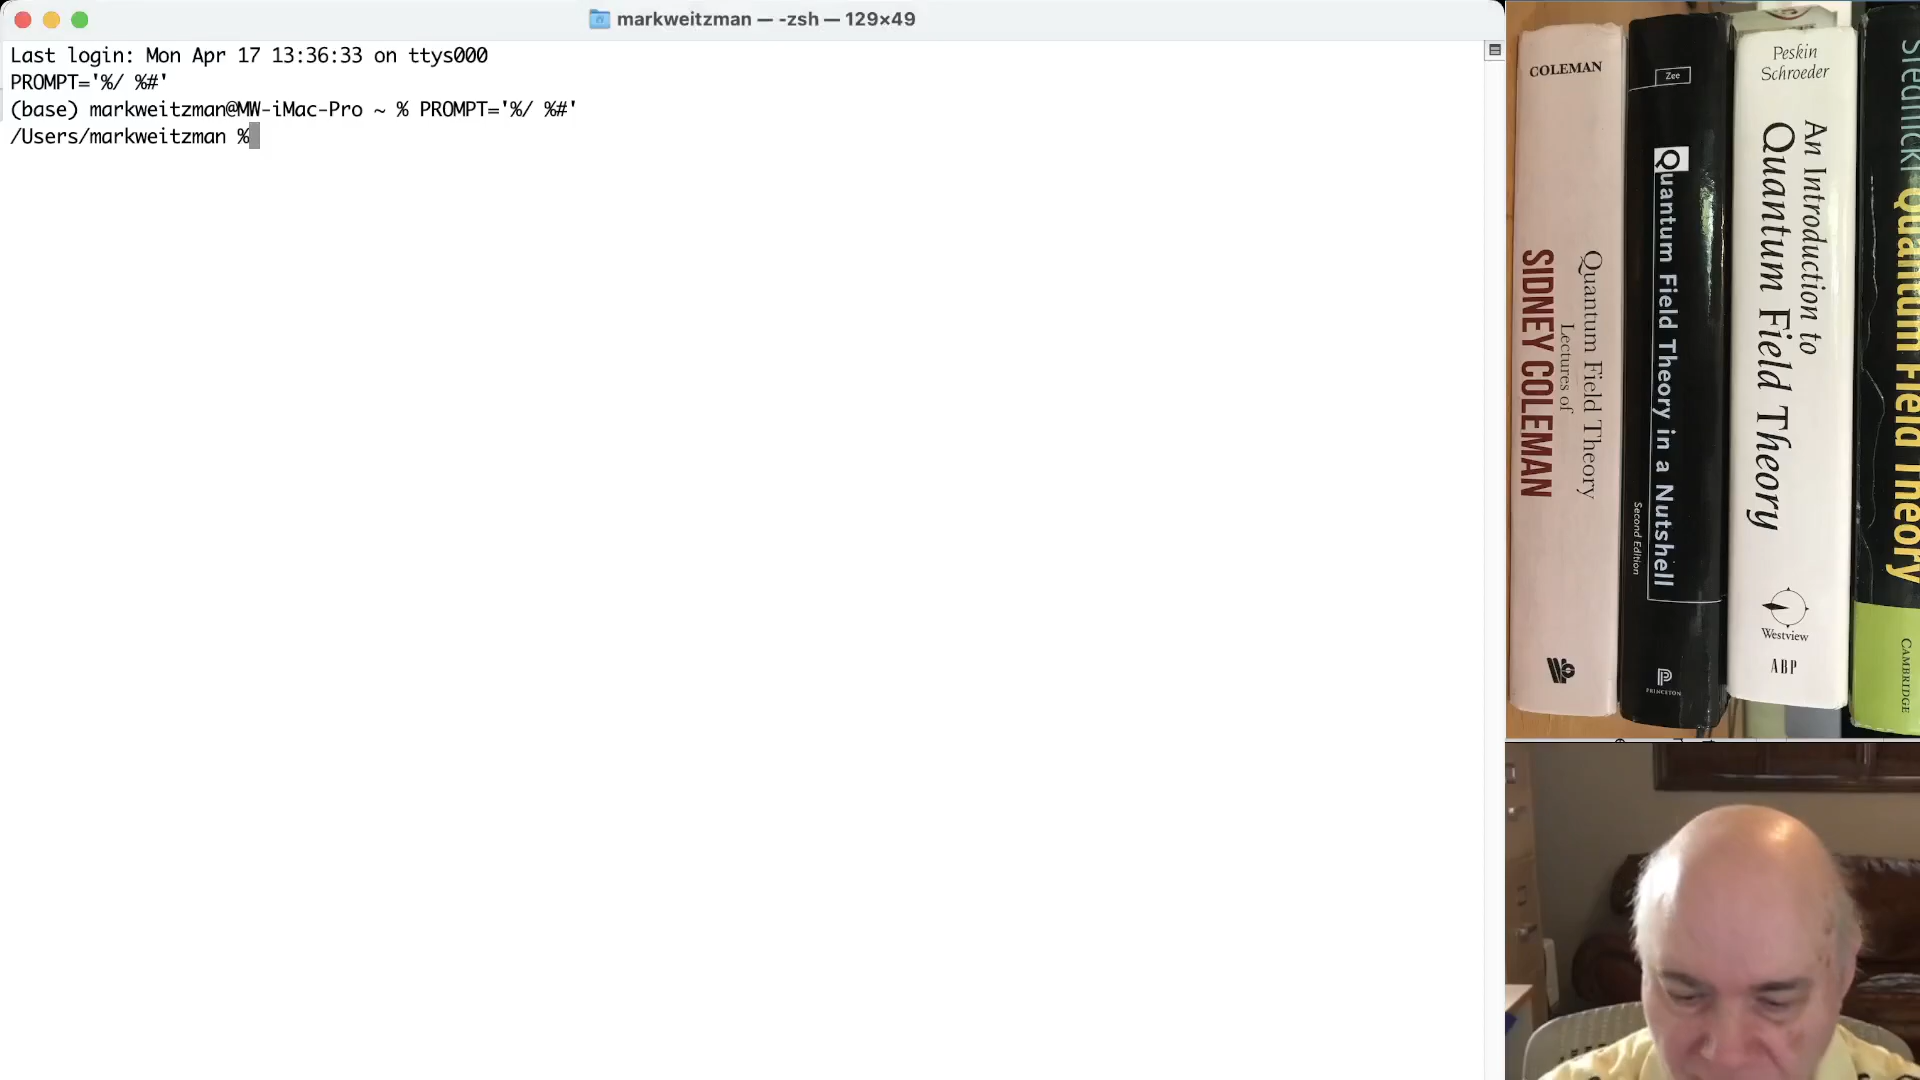 markweitzman — -zsh — 129×49
Last login: Mon Apr 17 13:36:33 on ttys000
PROMPT='%/ %#'
(base) markweitzman@MW-iMac-Pro ~ % PROMPT='%/ %#'
/Users/markweitzman %
COLEMAN
Quantum Field Theory
Lectures of
SIDNEY COLEMAN
Zee
Quantum Field Theory in a Nutshell
Second Edition
PRINCETON
Peskin
Schroeder
An Introduction to
Quantum Field Theory
Westview
ABP
Srednicki
Quantum Field Theory
CAMBRIDGE